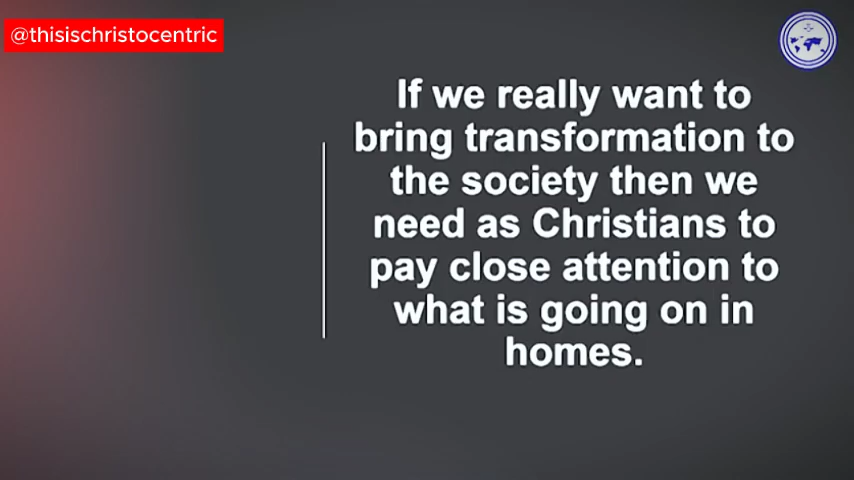 @thisischristocentric
If we really want to
bring transformation to
the society then we
need as Christians to
pay close attention to
what is going on in
homes.